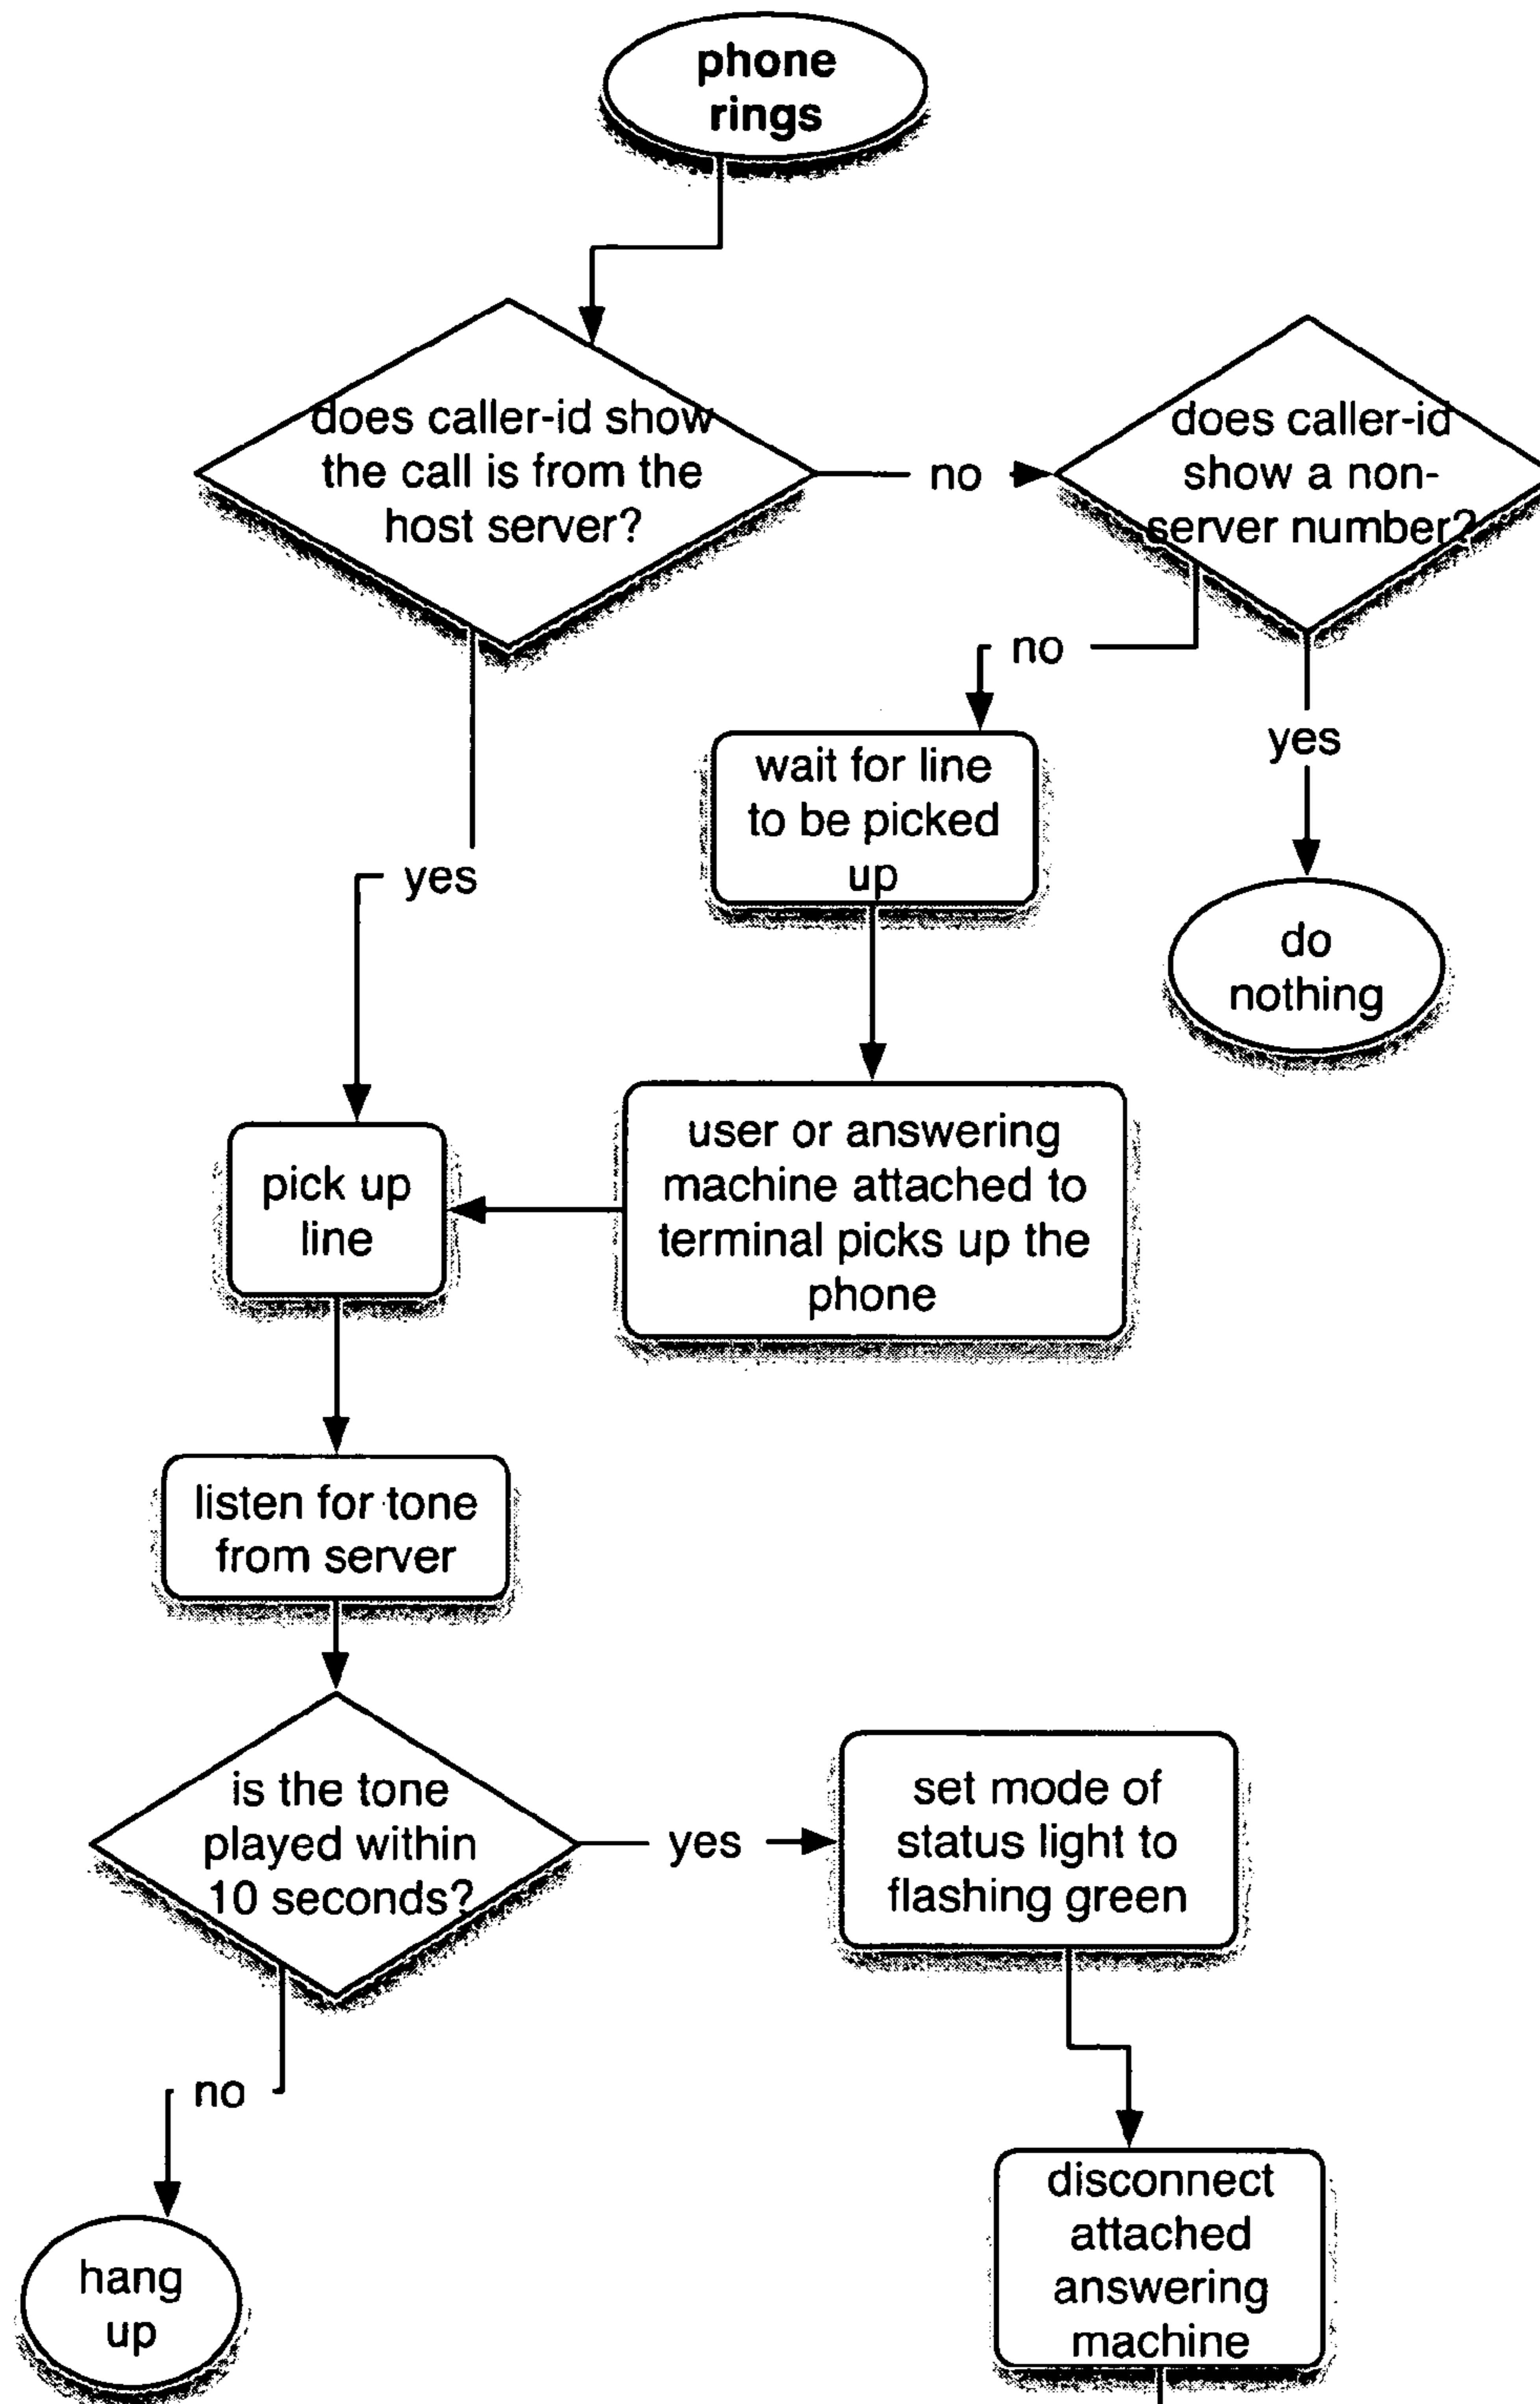 phone
rings
does caller-id show
the call is from the
host server?
no
does caller-id
show a non-
server number?
no
yes
wait for line
to be picked
up
yes
do
nothing
user or answering
machine attached to
terminal picks up the
phone
pick up
line
listen for tone
from server
is the tone
played within
10 seconds?
yes
set mode of
status light to
flashing green
no
disconnect
attached
answering
machine
hang
up